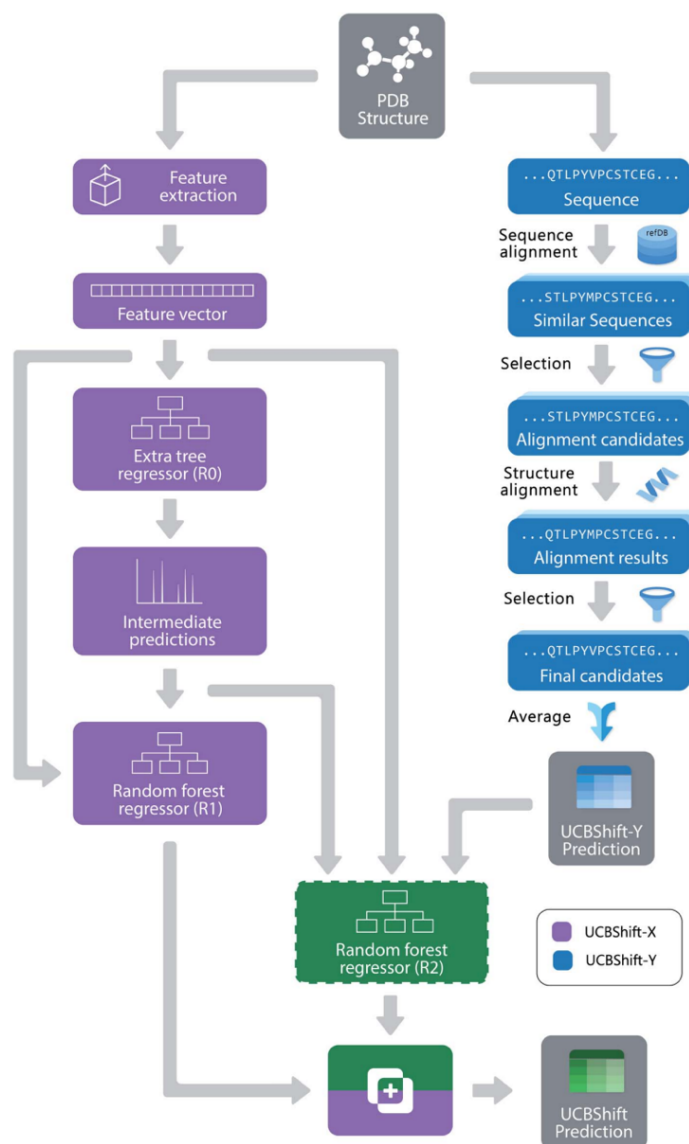 PDB
Structure
Feature
extraction
Feature vector
Extra tree
regressor (R0)
Intermediate
predictions
Random forest
regressor (R1)
...QTLPYVPCSTCEG...
Sequence
Sequence
alignment
refDB
...STLPYMPCSTCEG...
Similar Sequences
Selection
...STLPYMPCSTCEG...
Alignment candidates
Structure
alignment
...QTLPYMPCSTCEG...
Alignment results
Selection
...QTLPYVPCSTCEG...
Final candidates
Average
UCBShift-Y
Prediction
Random forest
regressor (R2)
UCBShift-X
UCBShift-Y
UCBShift
Prediction